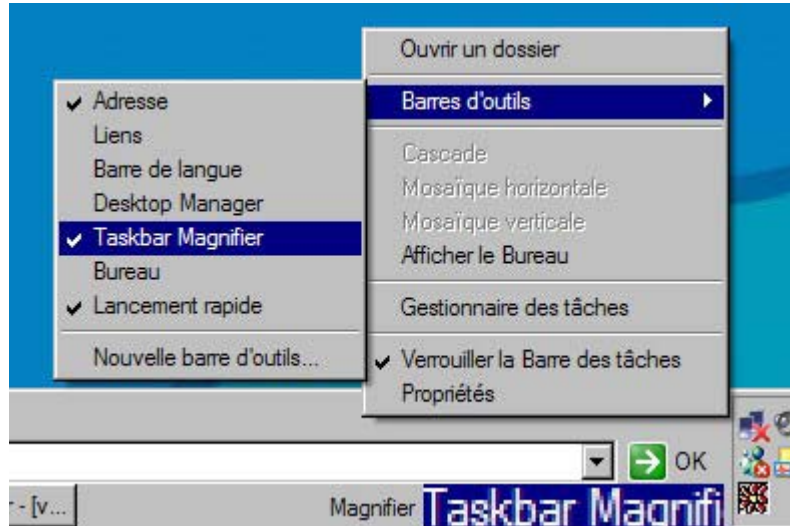 Ouvrir un dossier
Barres d'outils
Cascade
Mosaïque horizontale
Mosaïque verticale
Afficher le Bureau
Gestionnaire des tâches
Verrouiller la Barre des tâches
Propriétés
Adresse
Liens
Barre de langue
Desktop Manager
Taskbar Magnifier
Bureau
Lancement rapide
Nouvelle barre d'outils...
OK
r - [v...
Magnifier Taskbar Magnifi